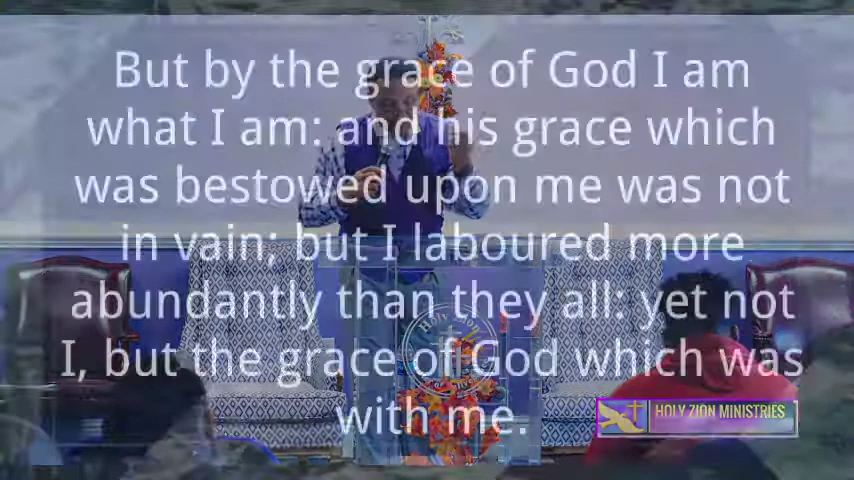 But by the grace of God I am
what I am: and his grace which
was bestowed upon me was not
in vain; but I laboured more
abundantly than they all: yet not
I, but the grace of God which was
with me.
Holy Zion
HOLY ZION MINISTRIES